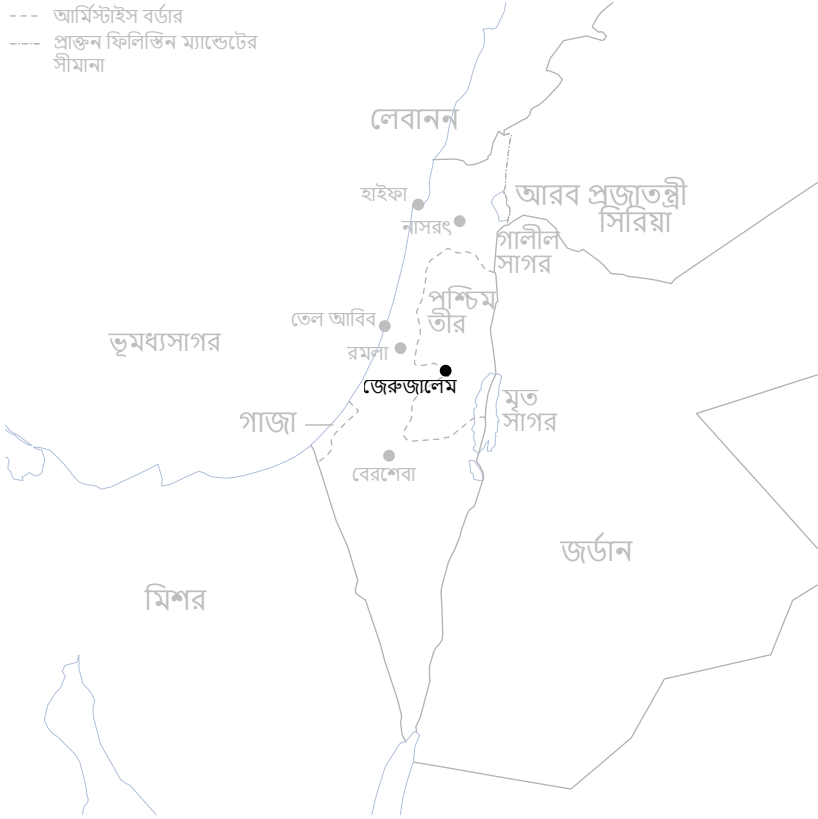 আর্মিস্টাইস বর্ডার
প্রাক্তন ফিলিস্তিন ম্যান্ডেটের
সীমানা
লেবানন
হাইফা
আরব প্রজাতন্ত্রী
সিরিয়া
নাসরৎ
গালীল
সাগর
পশ্চিম
তীর
তেল আবিব
ভূমধ্যসাগর
রমলা
জেরুজালেম
মৃত
সাগর
গাজা
বেরশেবা
জর্ডান
মিশর